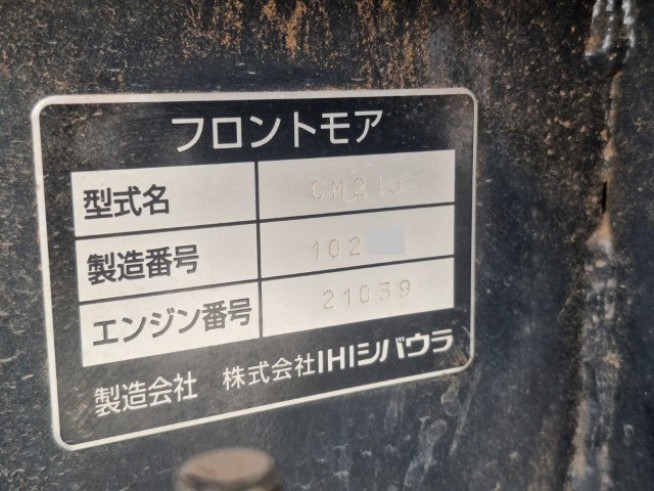 フロントモア
型式名 CM21J
製造番号 102
エンジン番号 21039
製造会社 株式会社IHIシバウラ